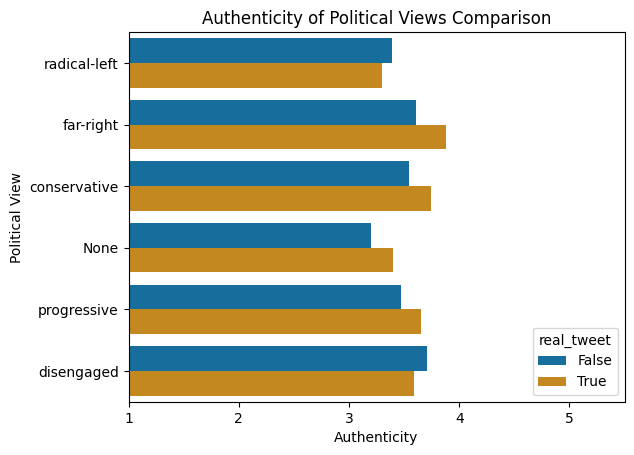 Authenticity of Political Views Comparison
Political View
radical-left
far-right
conservative
None
progressive
disengaged
real_tweet
False
True
1 2 3 4 5
Authenticity